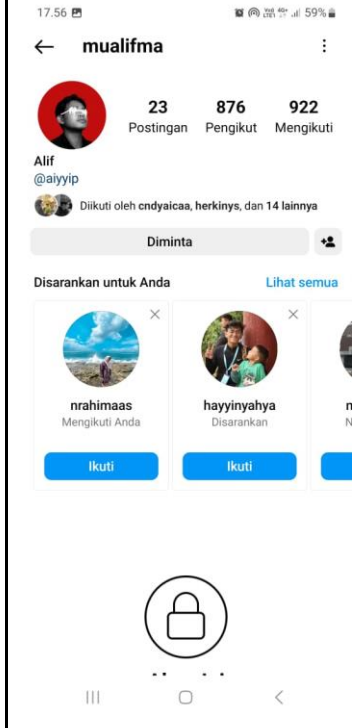 17.56
59%
mualifma
23 876 922
Postingan Pengikut Mengikuti
Alif
@aiyyip
Diikuti oleh cndyaicaa, herkinys, dan 14 lainnya
Diminta
Disarankan untuk Anda Lihat semua
nrahimaas hayyinyahya
Mengikuti Anda Disarankan
Ikuti Ikuti